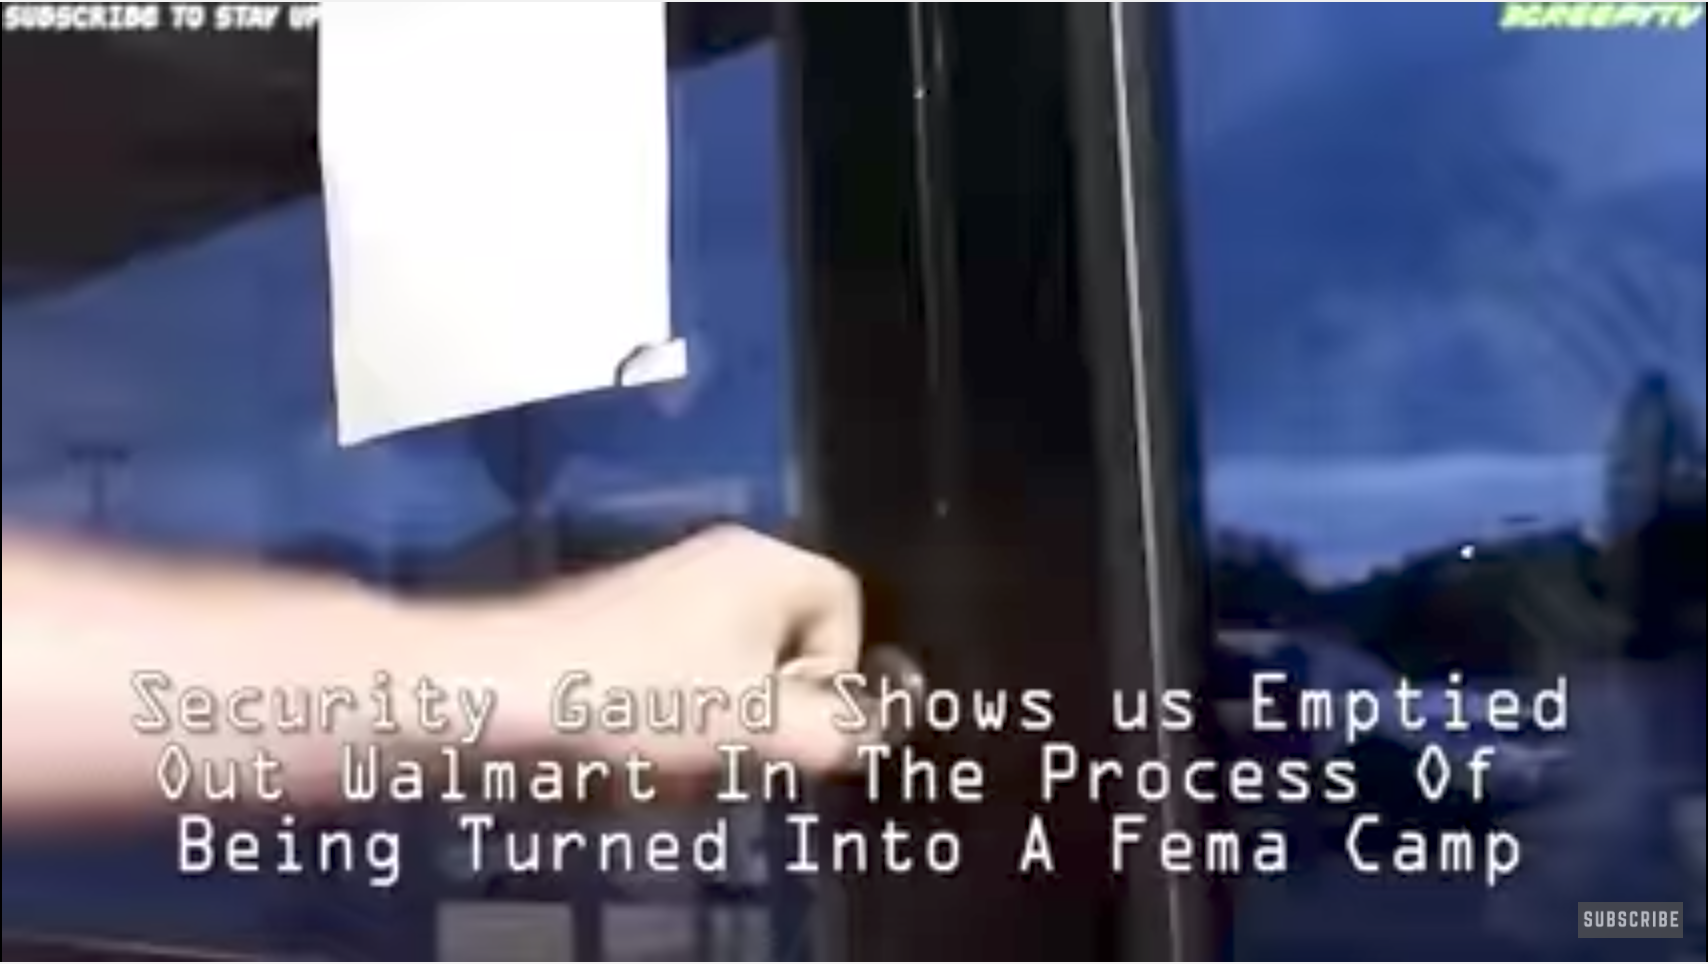 SUBSCRIBE TO STAY UP
Security Gaurd Shows us Emptied
Out Walmart In The Process Of
Being Turned Into A Fema Camp
SUBSCRIBE